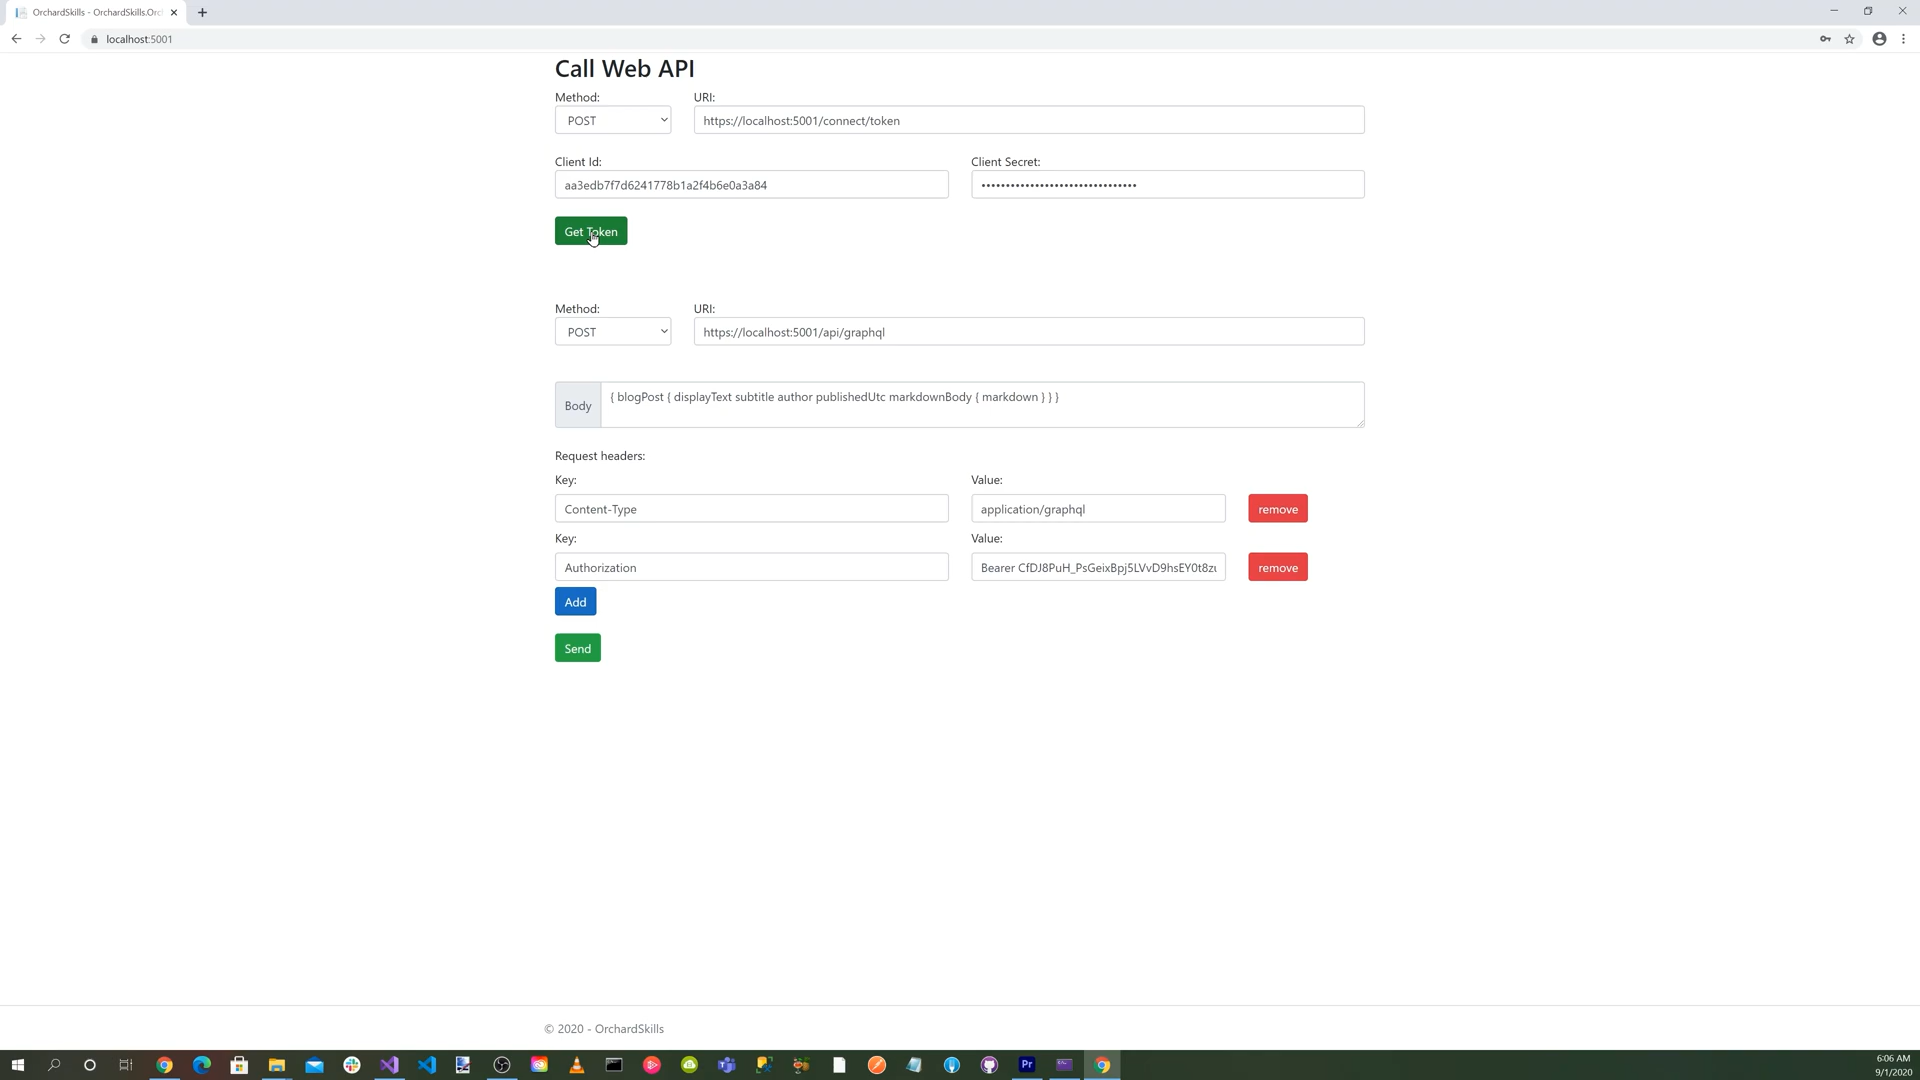 OrchardSkills - OrchardSkills.Orc
localhost:5001
Call Web API
Method:
URI:
POST
https://localhost:5001/connect/token
Client Id:
Client Secret:
aa3edb7f7d6241778b1a2f4b6e0a3a84
••••••••••••••••••••••••••••••••
Get Token
Method:
URI:
POST
https://localhost:5001/api/graphql
Body
{ blogPost { displayText subtitle author publishedUtc markdownBody { markdown } } }
Request headers:
Key:
Value:
Content-Type
application/graphql
remove
Key:
Value:
Authorization
Bearer CfDJ8PuH_PsGeixBpj5LVvD9hsEY0t8zu
remove
Add
Send
© 2020 - OrchardSkills
Pr
6:06 AM
9/1/2020